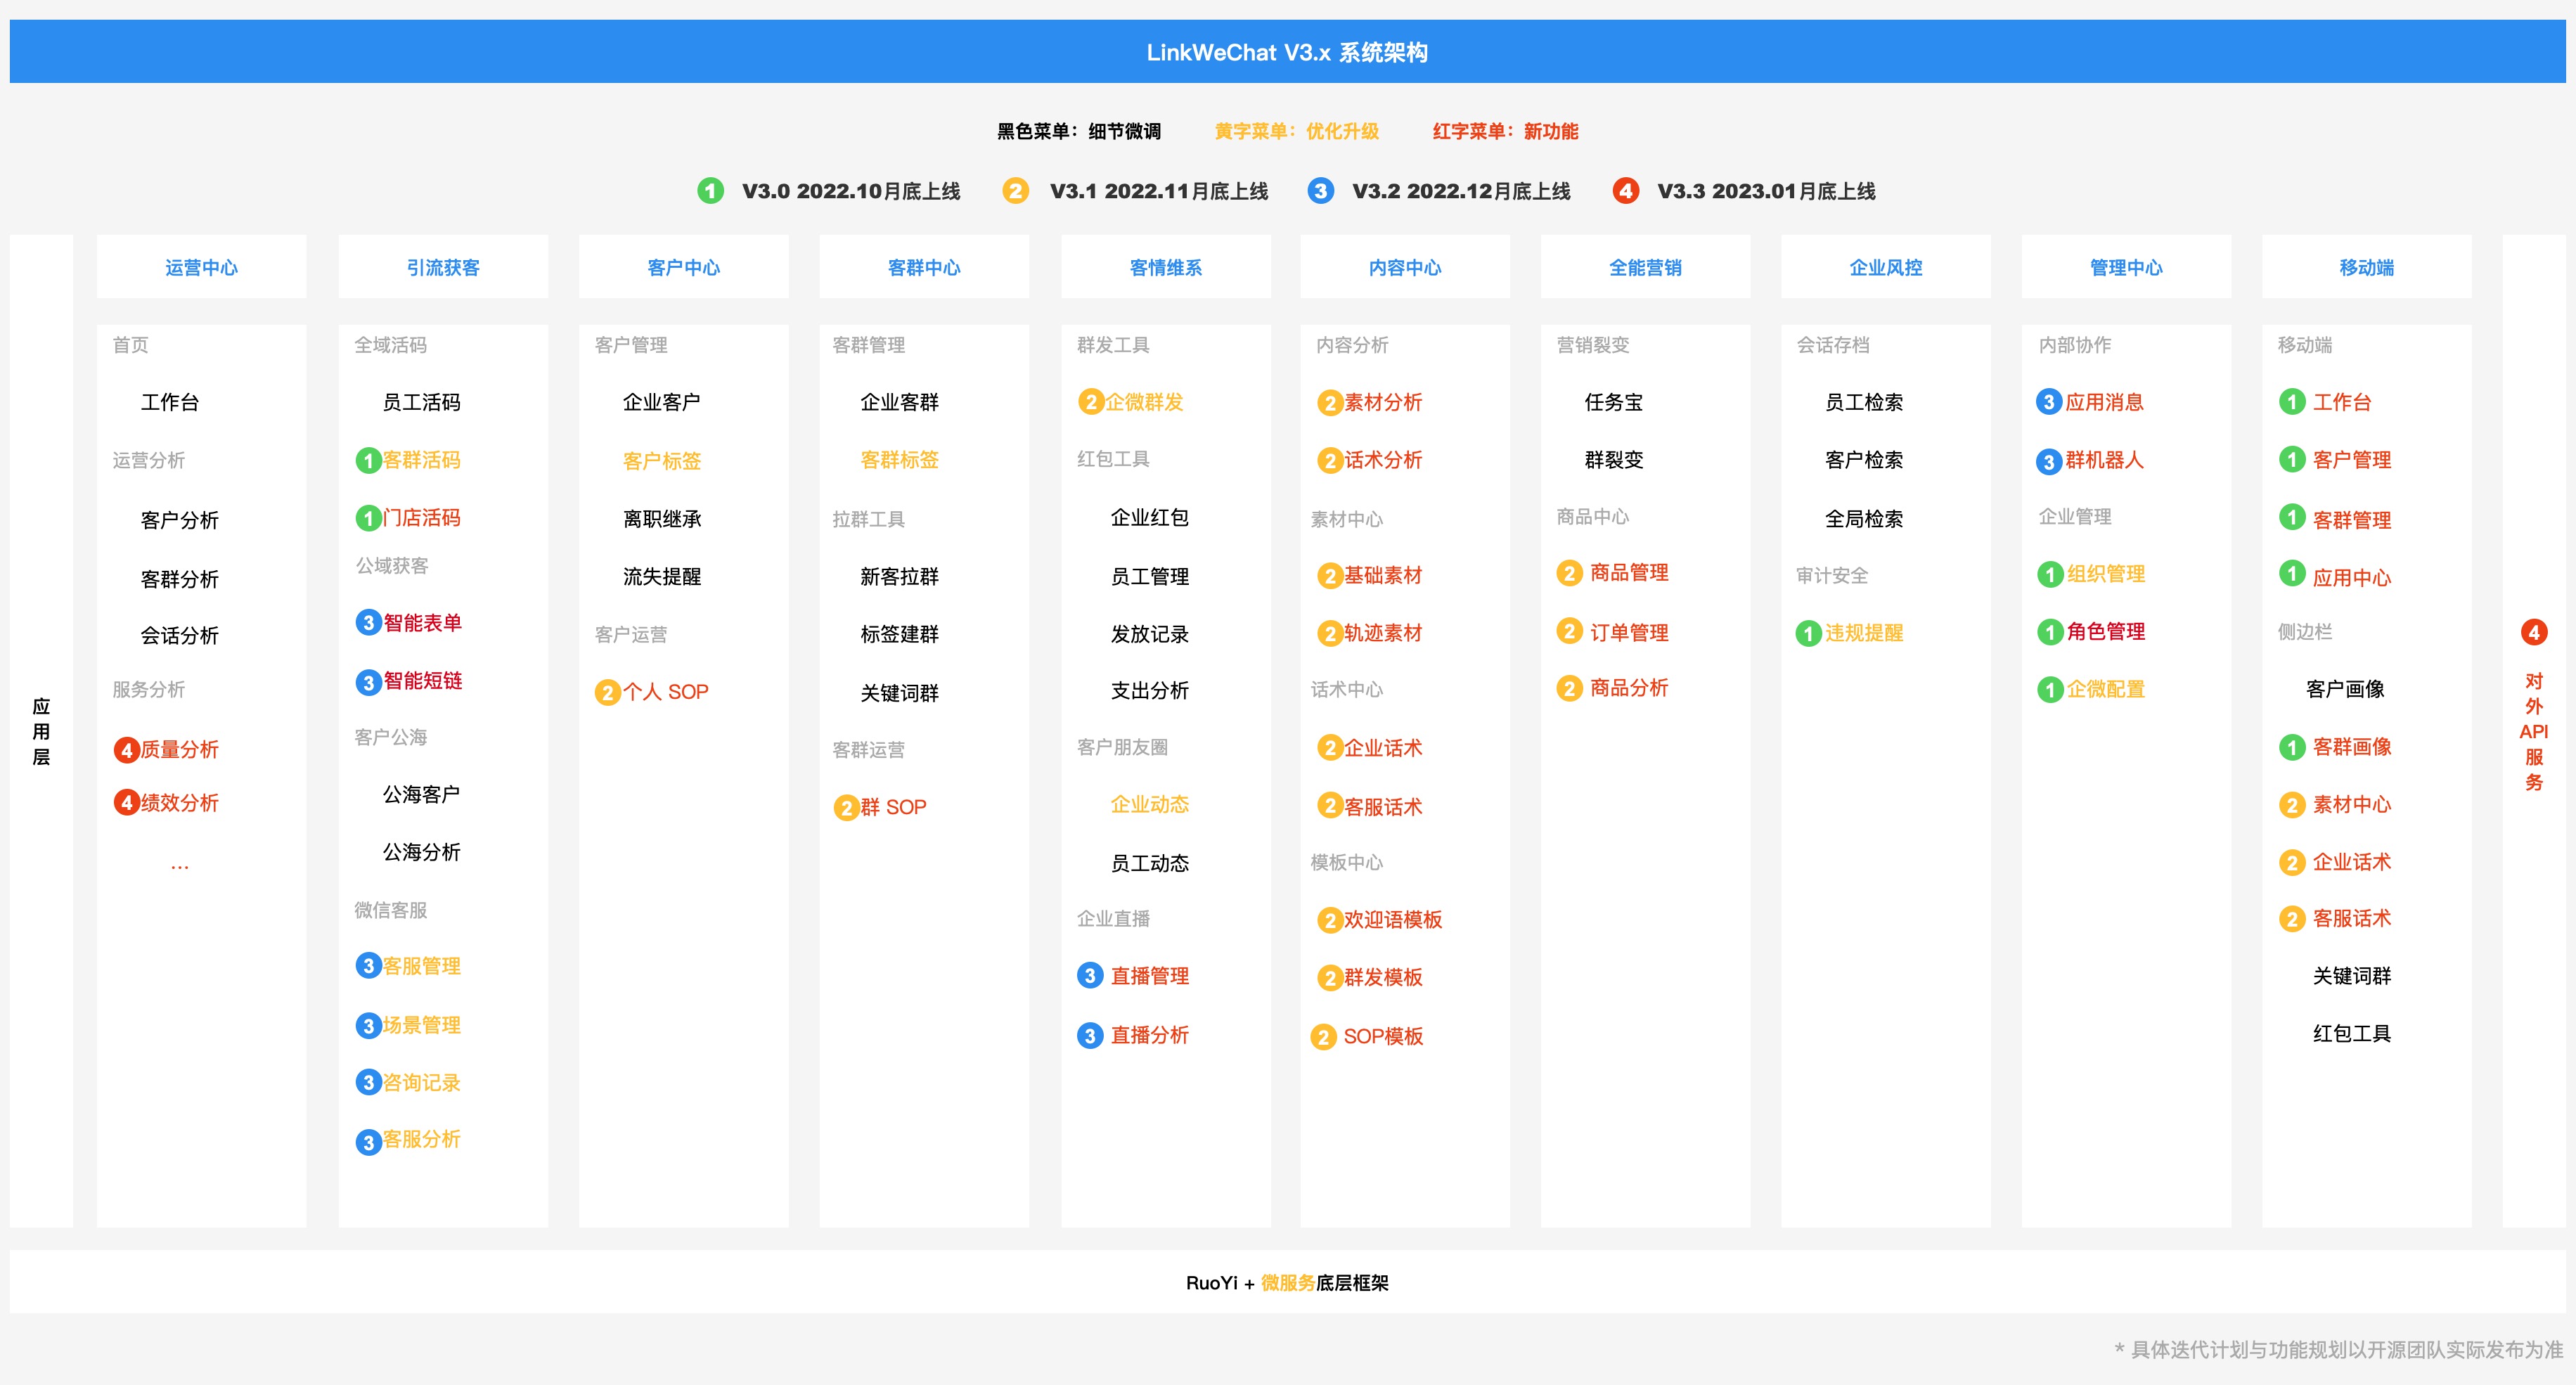 LinkWeChat V3.x 系统架构
黑色菜单：细节微调 黄字菜单：优化升级 红字菜单：新功能
1 V3.0 2022.10月底上线 2 V3.1 2022.11月底上线 3 V3.2 2022.12月底上线 4 V3.3 2023.01月底上线
应
用
层
运营中心
首页
工作台
运营分析
客户分析
客群分析
会话分析
服务分析
4 质量分析
4 绩效分析
...
引流获客
全域活码
员工活码
1 客群活码
1 门店活码
公域获客
3 智能表单
3 智能短链
客户公海
公海客户
公海分析
微信客服
3 客服管理
3 场景管理
3 咨询记录
3 客服分析
客户中心
客户管理
企业客户
客户标签
离职继承
流失提醒
客户运营
2 个人 SOP
客群中心
客群管理
企业客群
客群标签
拉群工具
新客拉群
标签建群
关键词群
客群运营
2 群 SOP
客情维系
群发工具
2 企微群发
红包工具
企业红包
员工管理
发放记录
支出分析
客户朋友圈
企业动态
员工动态
企业直播
3 直播管理
3 直播分析
内容中心
内容分析
2 素材分析
2 话术分析
素材中心
2 基础素材
2 轨迹素材
话术中心
2 企业话术
2 客服话术
模板中心
2 欢迎语模板
2 群发模板
2 SOP模板
全能营销
营销裂变
任务宝
群裂变
商品中心
2 商品管理
2 订单管理
2 商品分析
企业风控
会话存档
员工检索
客户检索
全局检索
审计安全
1 违规提醒
管理中心
内部协作
3 应用消息
3 群机器人
企业管理
1 组织管理
1 角色管理
1 企微配置
移动端
移动端
1 工作台
1 客户管理
1 客群管理
1 应用中心
侧边栏
客户画像
1 客群画像
2 素材中心
2 企业话术
2 客服话术
关键词群
红包工具
4
对
外
API
服
务
RuoYi + 微服务底层框架
* 具体迭代计划与功能规划以开源团队实际发布为准